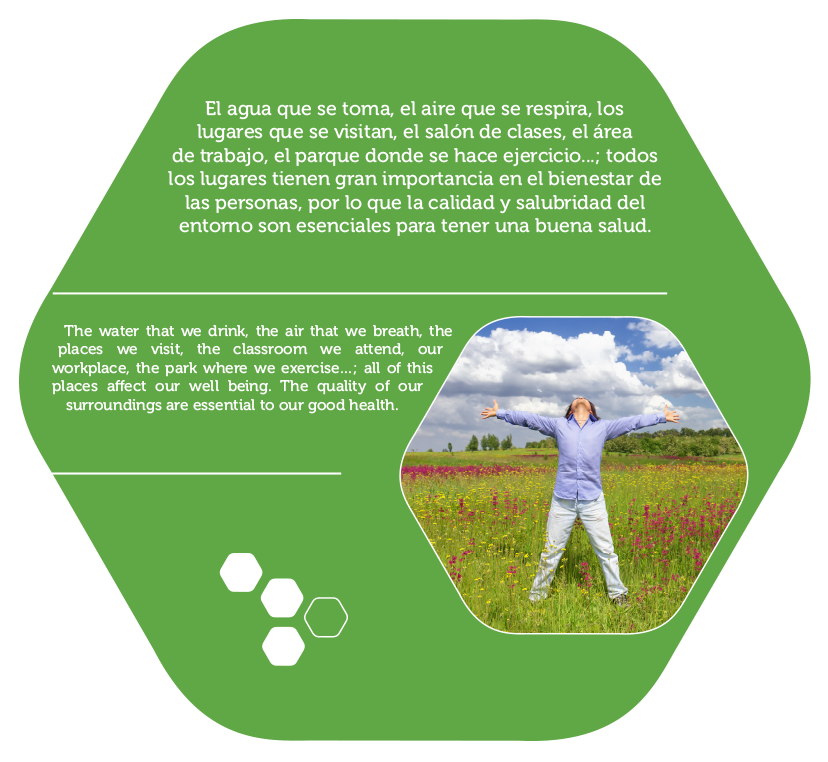 El agua que se toma, el aire que se respira, los
lugares que se visitan, el salón de clases, el área
de trabajo, el parque donde se hace ejercicio...; todos
los lugares tienen gran importancia en el bienestar de
las personas, por lo que la calidad y salubridad del
entorno son esenciales para tener una buena salud.
The water that we drink, the air that we breath, the
places we visit, the classroom we attend, our
workplace, the park where we exercise...; all of this
places affect our well being. The quality of our
surroundings are essential to our good health.